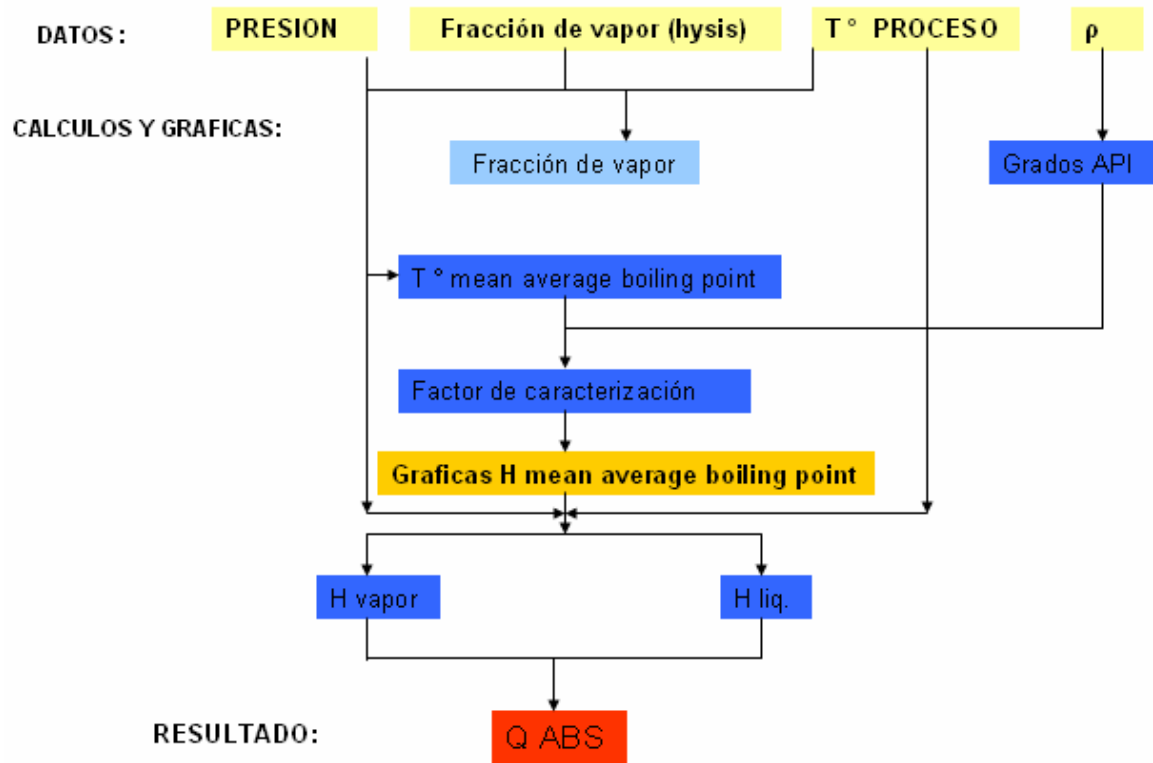 DATOS :
PRESION
Fracción de vapor (hysis)
T ° PROCESO
ρ
CALCULOS Y GRAFICAS:
Fracción de vapor
Grados API
T ° mean average boiling point
Factor de caracterización
Graficas H mean average boiling point
H vapor
H liq.
RESULTADO:
Q ABS